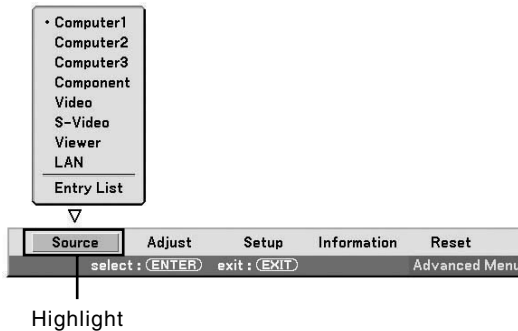 • Computer1
Computer2
Computer3
Component
Video
S-Video
Viewer
LAN
Entry List
Source Adjust Setup Information Reset
select : ENTER exit : EXIT Advanced Menu
Highlight